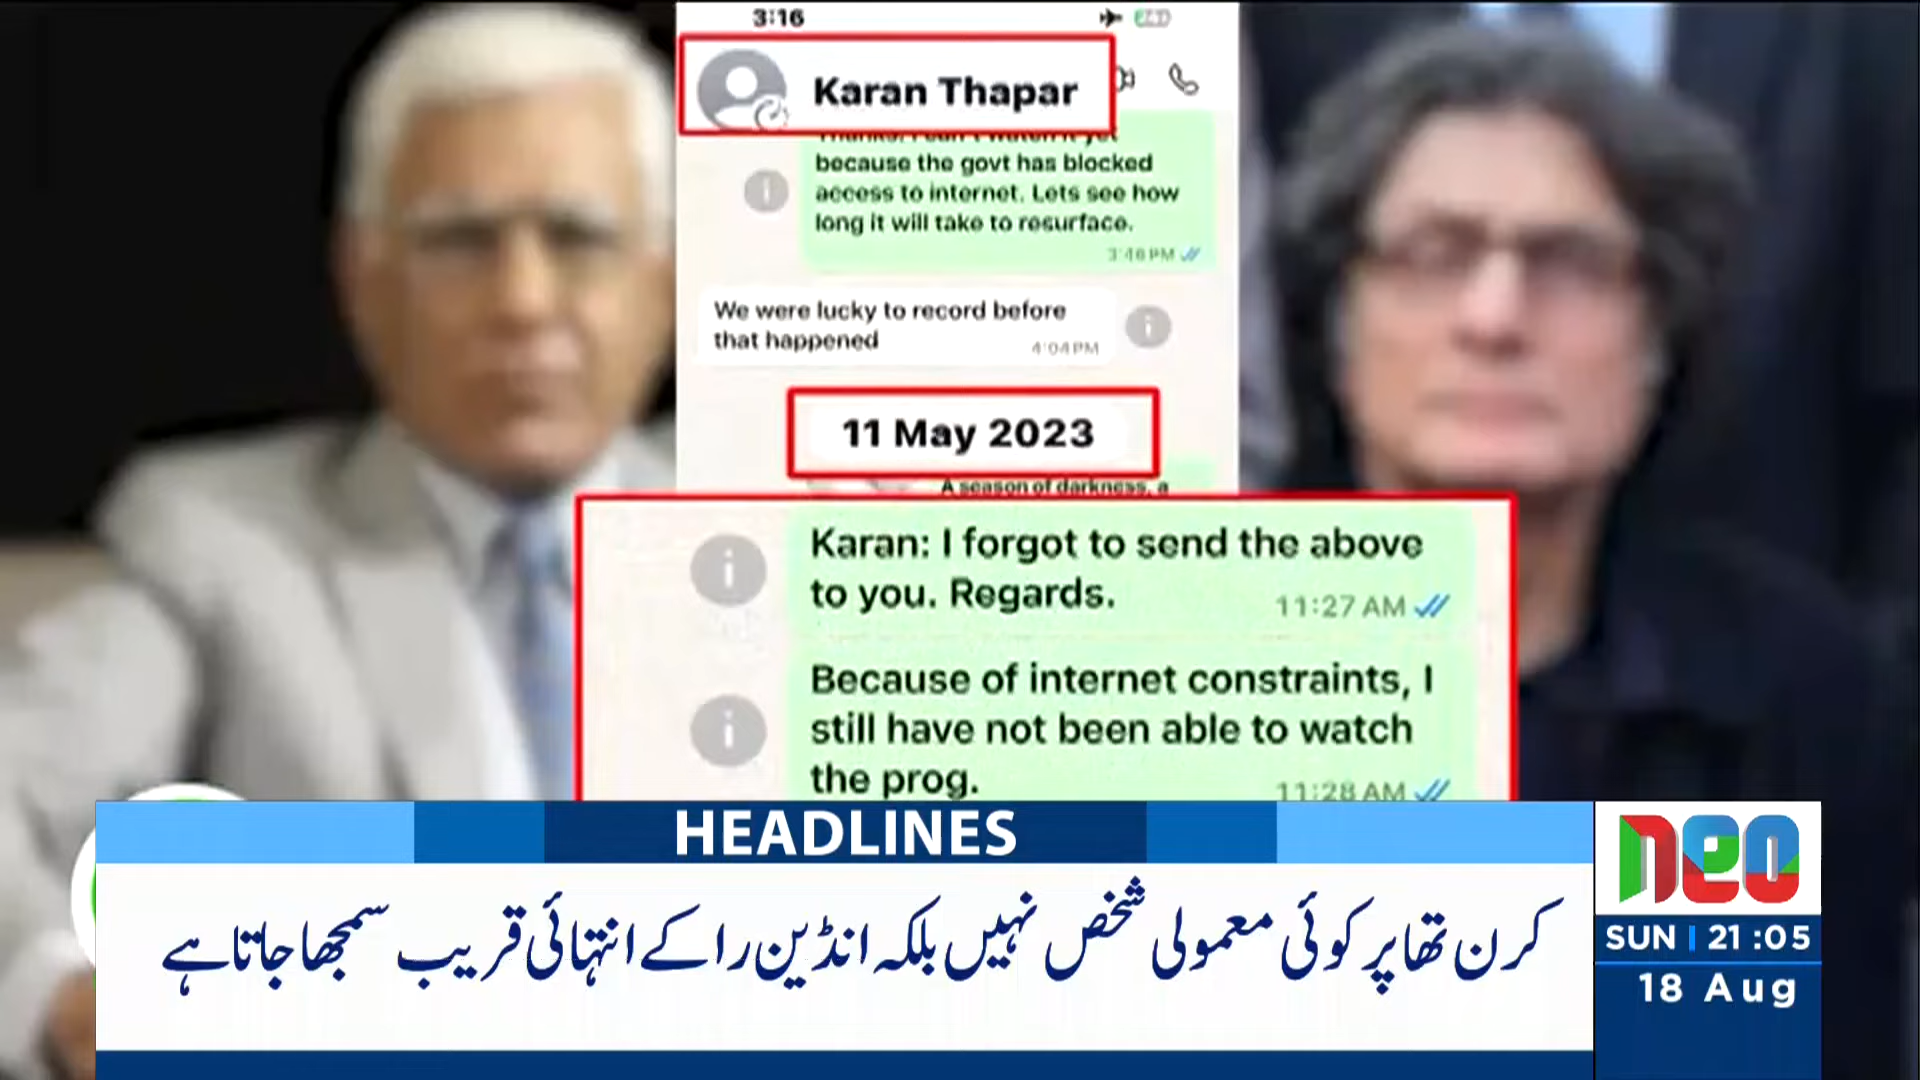 3:16
Karan Thapar
because the govt has blocked
access to internet. Lets see how
long it will take to resurface.
3:46 PM
We were lucky to record before
that happened
4:04 PM
11 May 2023
A season of darkness, a
Karan: I forgot to send the above
to you. Regards.
11:27 AM
Because of internet constraints, I
still have not been able to watch
the prog.
11:28 AM
HEADLINES
کرن تھاپر کوئی معمولی شخص نہیں بلکہ انڈین را کے انتہائی قریب سمجھا جاتا ہے
neo
SUN | 21:05
18 Aug